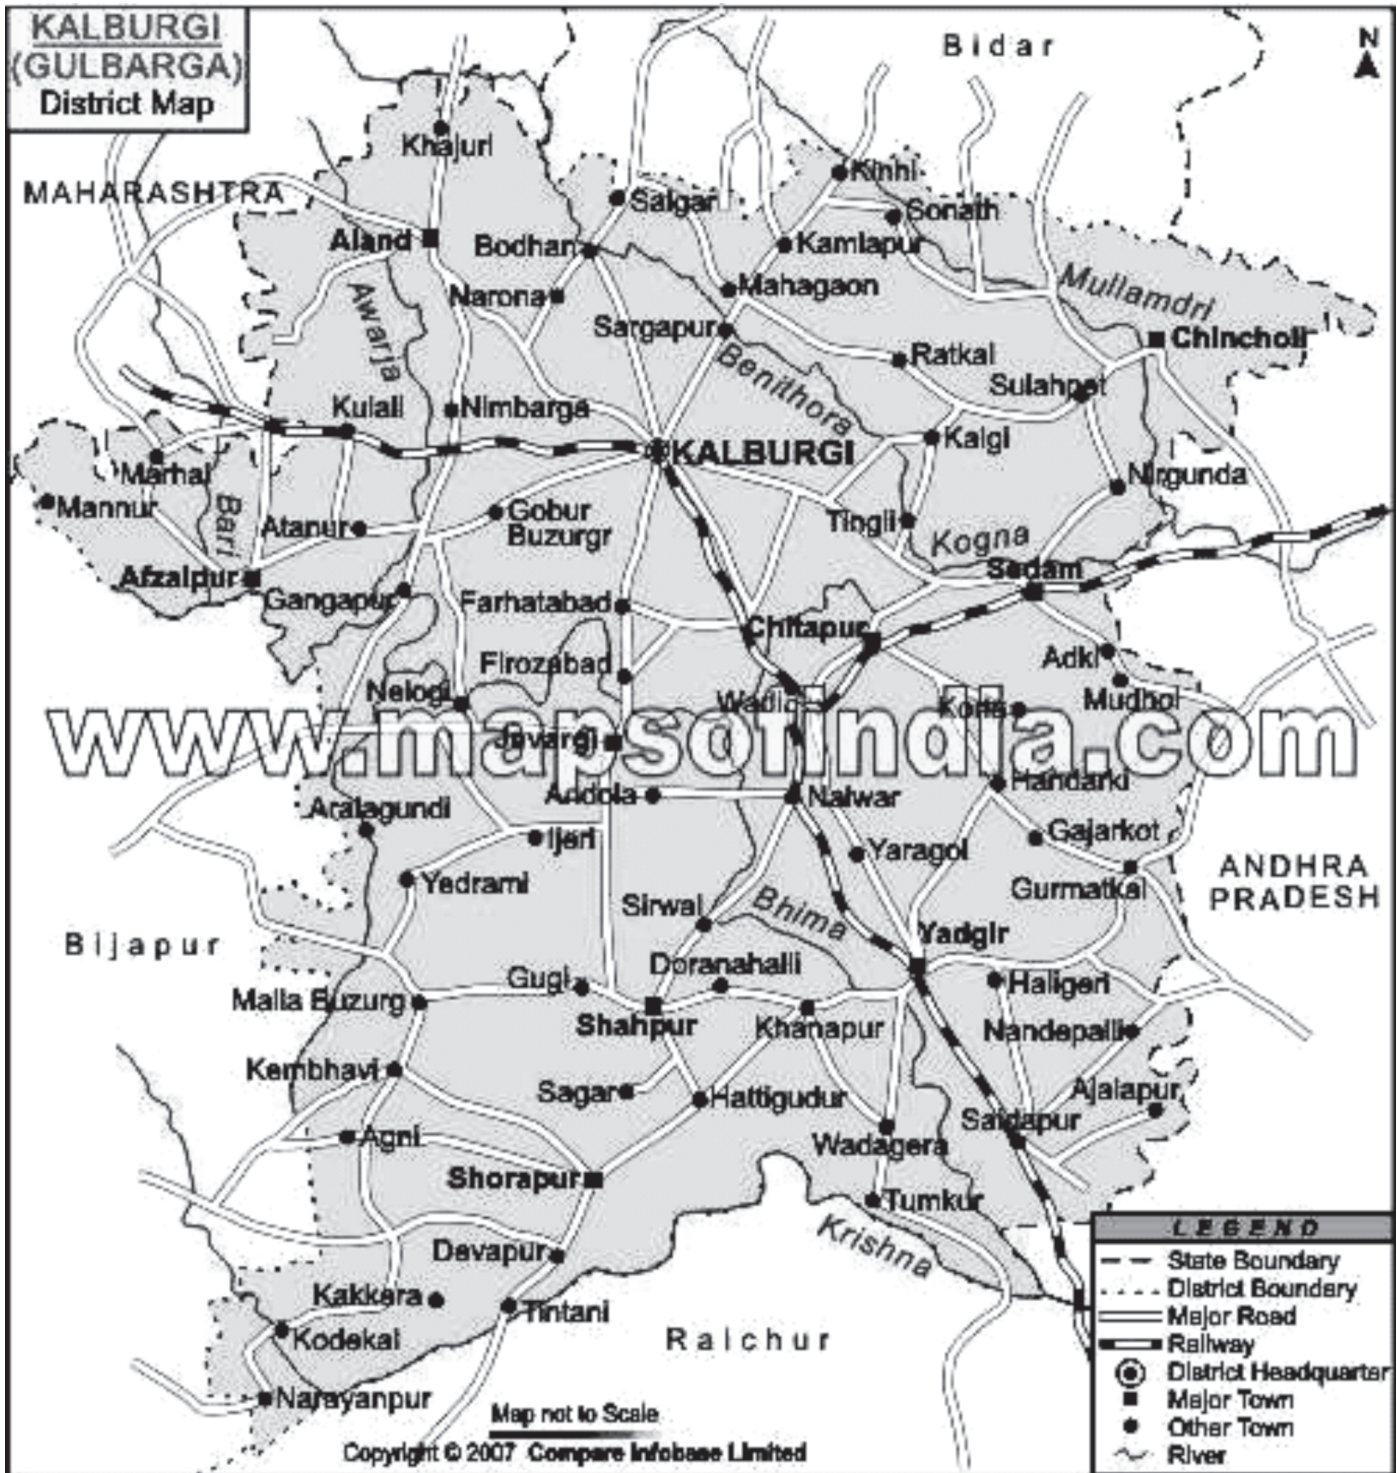 KALBURGI
(GULBARGA)
District Map
Bidar
N
Khajuri
MAHARASHTRA
Kinhi
Salgar
Sonath
Aland
Bodhan
Kamlapur
Narona
Mahagaon
Mullamdri
Awarja
Sargapur
Chincholi
Benithora
Ratkal
Sulahpet
Kulali
Nimbarga
Kalgi
KALBURGI
Marhal
Nirgunda
Mannur
Bari
Atanur
Gobur
Buzurgr
Tingli
Kogna
Afzalpur
Sedam
Gangapur
Farhatabad
Chitapur
Firozabad
Adki
Nelogi
Wadi
Korla
Mudhol
www.mapsofindia.com
Jevargi
Handarki
Andola
Nalwar
Aralagundi
Ijeri
Yaragol
Gajarkot
Yedrami
Gurmatkal
ANDHRA
PRADESH
Sirwal
Bhima
Bijapur
Yadgir
Gugi
Doranahalli
Haligeri
Malla Buzurg
Shahpur
Khanapur
Nandepalli
Kembhavi
Sagar
Hattigudur
Ajalapur
Agni
Saidapur
Wadagera
Shorapur
Tumkur
Krishna
Devapur
Kakkera
Tintani
Kodekal
Raichur
Narayanpur
LEGEND
State Boundary
District Boundary
Major Road
Railway
District Headquarter
Major Town
Other Town
River
Map not to Scale
Copyright © 2007 Compare Infobase Limited